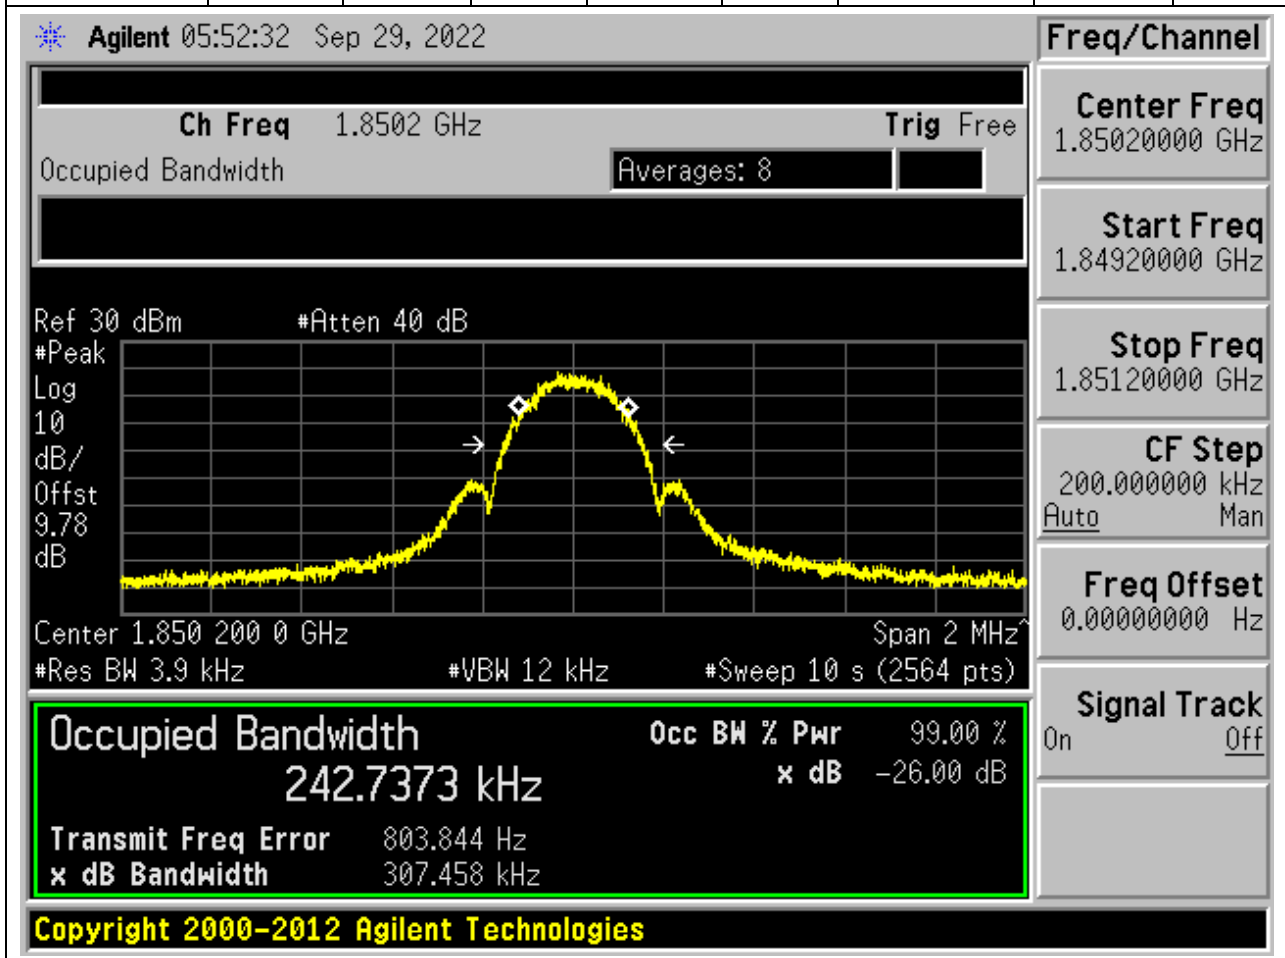 Agilent 05:52:32 Sep 29, 2022
Freq/Channel
Ch Freq 1.8502 GHz
Trig Free
Occupied Bandwidth
Averages: 8
Center Freq
1.85020000 GHz
Start Freq
1.84920000 GHz
Stop Freq
1.85120000 GHz
CF Step
200.000000 kHz
Auto Man
Freq Offset
0.00000000 Hz
Signal Track
On Off
Ref 30 dBm
#Atten 40 dB
#Peak
Log
10
dB/
Offst
9.78
dB
Center 1.850 200 0 GHz
Span 2 MHz^
#Res BW 3.9 kHz
#VBW 12 kHz
#Sweep 10 s (2564 pts)
Occupied Bandwidth
242.7373 kHz
Occ BW % Pwr 99.00 %
x dB -26.00 dB
Transmit Freq Error 803.844 Hz
x dB Bandwidth 307.458 kHz
Copyright 2000-2012 Agilent Technologies